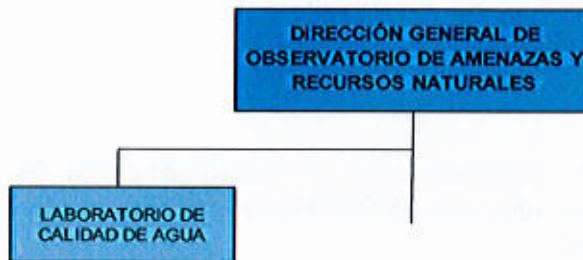 DIRECCIÓN GENERAL DE
OBSERVATORIO DE AMENAZAS Y
RECURSOS NATURALES
LABORATORIO DE
CALIDAD DE AGUA